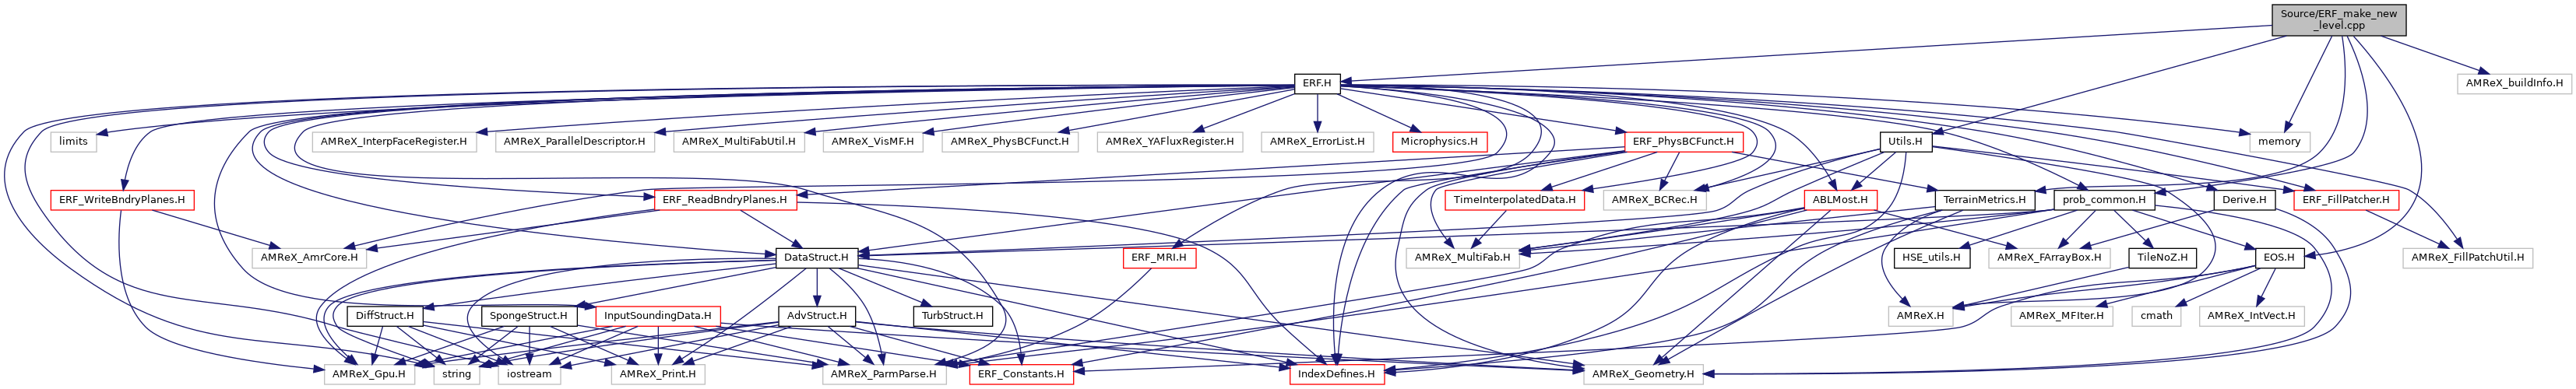 Source/ERF_make_new
_level.cpp
ERF.H
AMReX_buildInfo.H
limits
AMReX_InterpFaceRegister.H
AMReX_ParallelDescriptor.H
AMReX_MultiFabUtil.H
AMReX_VisMF.H
AMReX_PhysBCFunct.H
AMReX_YAFluxRegister.H
AMReX_ErrorList.H
Microphysics.H
ERF_PhysBCFunct.H
Utils.H
memory
ERF_WriteBndryPlanes.H
ERF_ReadBndryPlanes.H
TimeInterpolatedData.H
AMReX_BCRec.H
ABLMost.H
TerrainMetrics.H
prob_common.H
Derive.H
ERF_FillPatcher.H
AMReX_AmrCore.H
DataStruct.H
ERF_MRI.H
AMReX_MultiFab.H
HSE_utils.H
AMReX_FArrayBox.H
TileNoZ.H
EOS.H
AMReX_FillPatchUtil.H
DiffStruct.H
SpongeStruct.H
InputSoundingData.H
AdvStruct.H
TurbStruct.H
AMReX.H
AMReX_MFIter.H
cmath
AMReX_IntVect.H
AMReX_Gpu.H
string
iostream
AMReX_Print.H
AMReX_ParmParse.H
ERF_Constants.H
IndexDefines.H
AMReX_Geometry.H